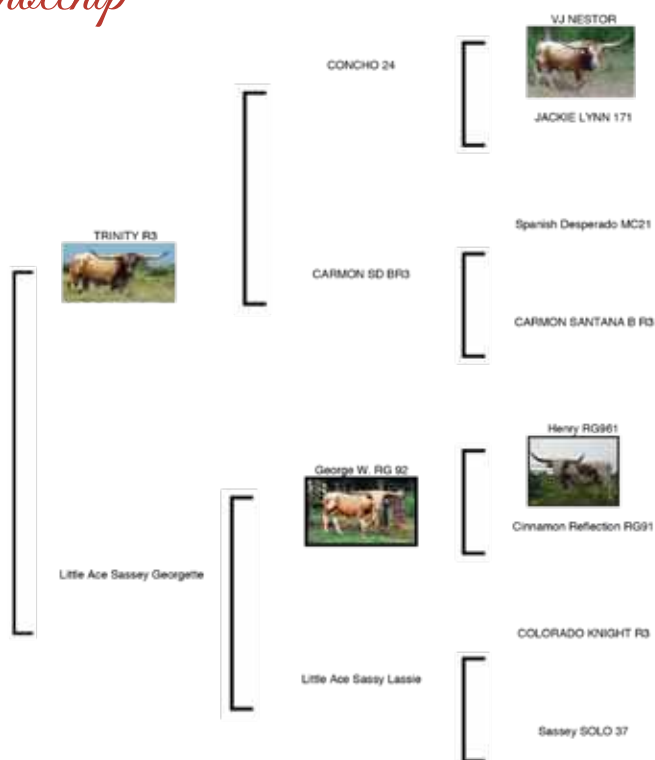 VJ NESTOR
CONCHO 24
JACKIE LYNN 171
Spanish Desperado MC21
TRINITY R3
CARMON SD BR3
CARMON SANTANA B R3
Henry RG961
George W. RG 92
Cinnamon Reflection RG91
Little Ace Sassey Georgette
COLORADO KNIGHT R3
Little Ace Sassy Lassie
Sassey SOLO 37